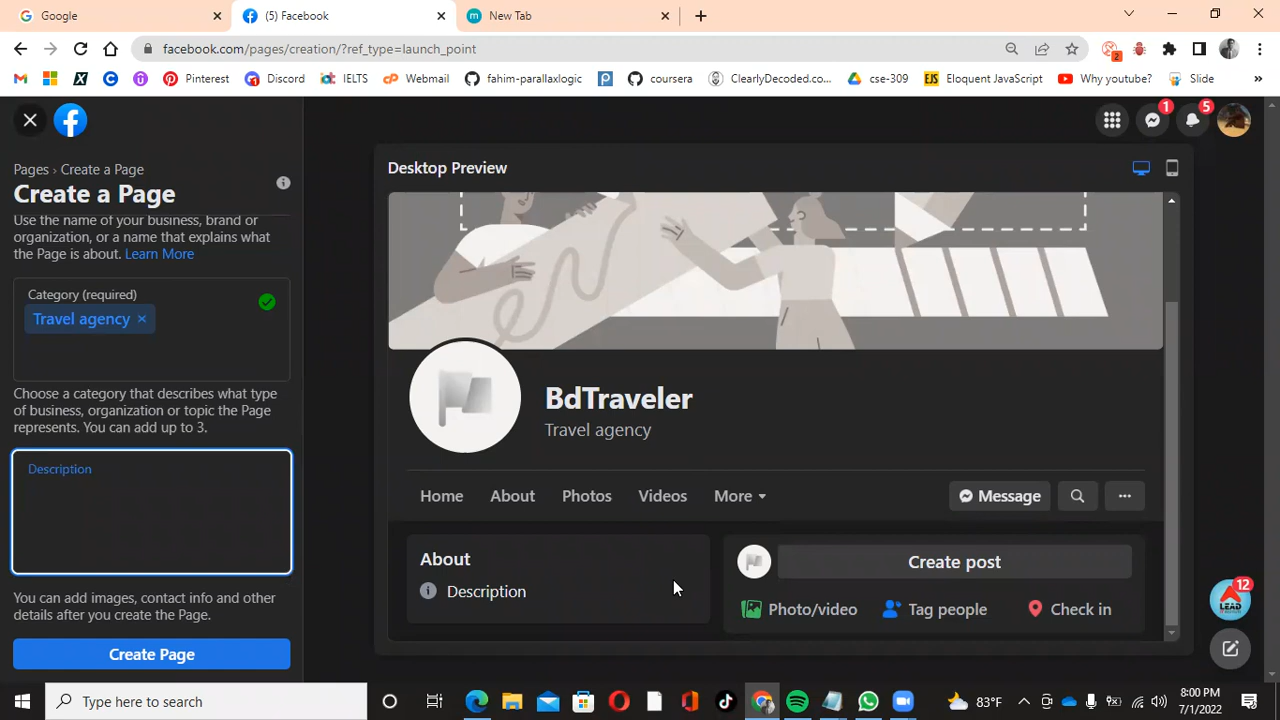 Google
(5) Facebook
New Tab
facebook.com/pages/creation/?ref_type=launch_point
2
Pinterest
Discord
IELTS
Webmail
fahim-parallaxlogic
coursera
ClearlyDecoded.co...
cse-309
EJS Eloquent JavaScript
Why youtube?
Slide
»
Pages › Create a Page
Create a Page
Use the name of your business, brand or
organization, or a name that explains what
the Page is about. Learn More
Category (required)
Travel agency ×
Choose a category that describes what type
of business, organization or topic the Page
represents. You can add up to 3.
Description
You can add images, contact info and other
details after you create the Page.
Create Page
1
5
Desktop Preview
BdTraveler
Travel agency
Home
About
Photos
Videos
More
Message
About
Description
Create post
Photo/video
Tag people
Check in
12
LEAD
Type here to search
83°F
8:00 PM
7/1/2022